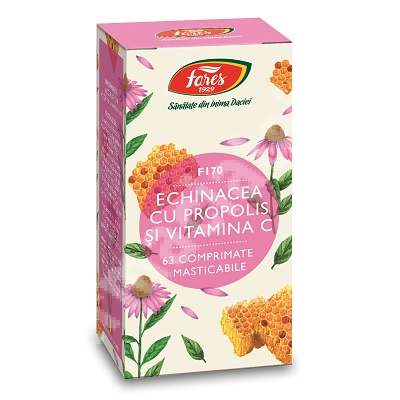 fares
1929
Sănătate din inima Daciei
F170
ECHINACEA
CU PROPOLIS
ȘI VITAMINA C
63 COMPRIMATE
MASTICABILE